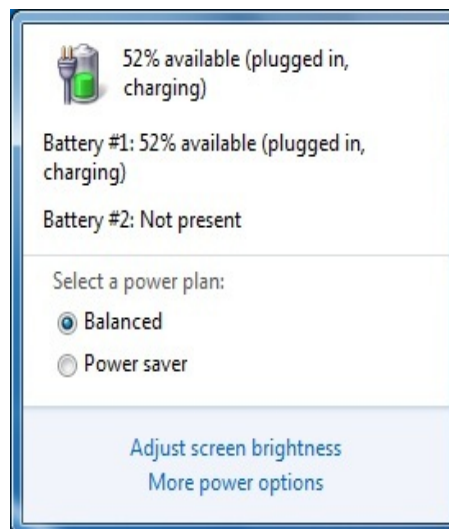 52% available (plugged in,
charging)
Battery #1: 52% available (plugged in,
charging)
Battery #2: Not present
Select a power plan:
Balanced
Power saver
Adjust screen brightness
More power options